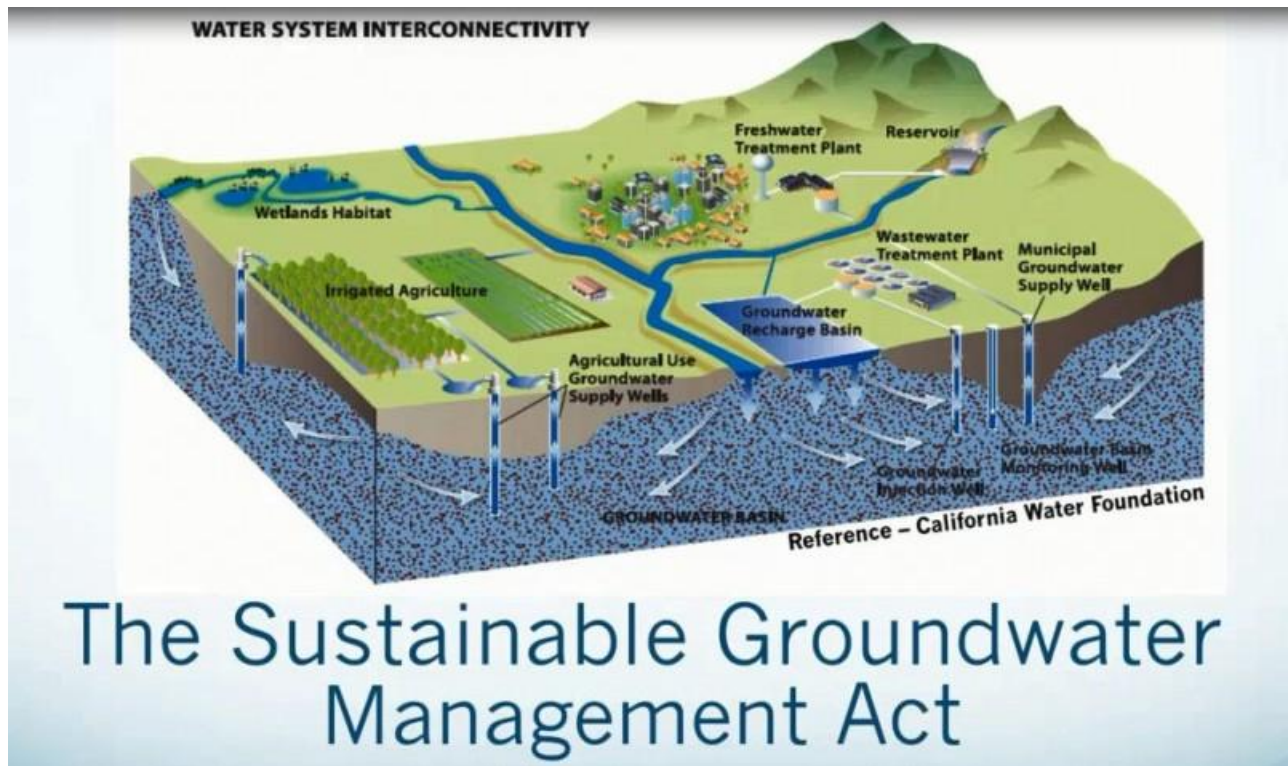 WATER SYSTEM INTERCONNECTIVITY
Freshwater
Treatment Plant
Reservoir
Wetlands Habitat
Wastewater
Treatment Plant
Municipal
Groundwater
Supply Well
Irrigated Agriculture
Groundwater
Recharge Basin
Agricultural Use
Groundwater
Supply Wells
Groundwater Basin
Monitoring Well
Groundwater
Injection Well
GROUNDWATER BASIN
Reference – California Water Foundation
The Sustainable Groundwater
Management Act